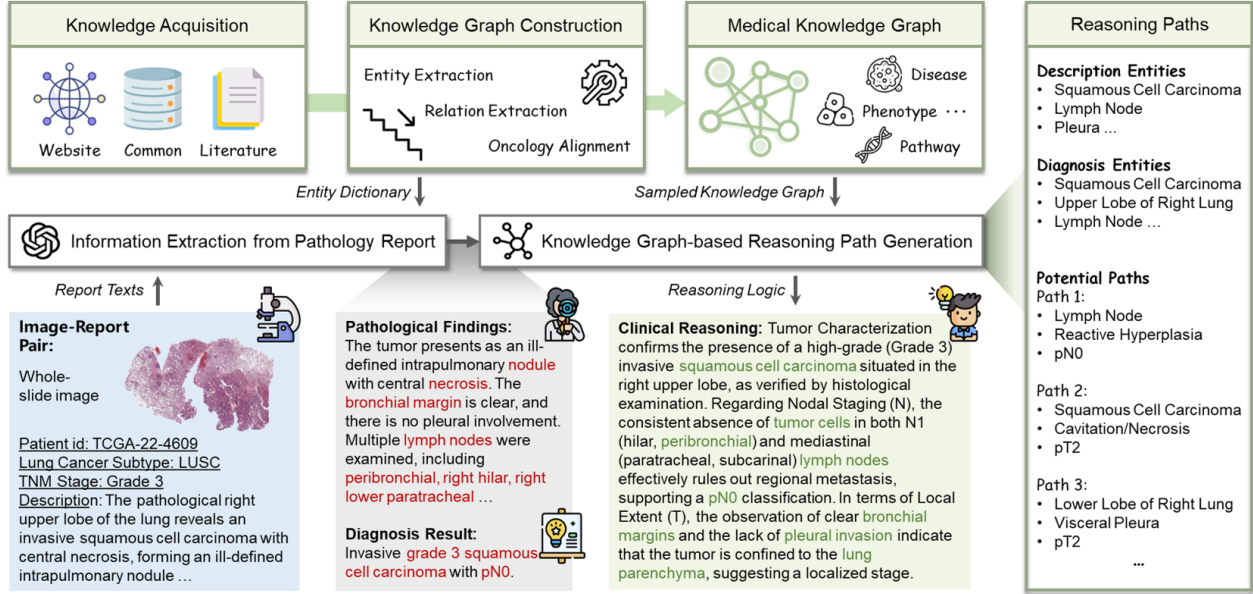 Knowledge Acquisition
Website
Common
Literature
Knowledge Graph Construction
Entity Extraction
Relation Extraction
Oncology Alignment
Medical Knowledge Graph
Disease
Phenotype ...
Pathway
Entity Dictionary
Sampled Knowledge Graph
Information Extraction from Pathology Report
Knowledge Graph-based Reasoning Path Generation
Report Texts
Reasoning Logic
Image-Report
Pair:
Whole-
slide image
Patient id: TCGA-22-4609
Lung Cancer Subtype: LUSC
TNM Stage: Grade 3
Description: The pathological right
upper lobe of the lung reveals an
invasive squamous cell carcinoma with
central necrosis, forming an ill-defined
intrapulmonary nodule ...
Pathological Findings:
The tumor presents as an ill-
defined intrapulmonary nodule
with central necrosis. The
bronchial margin is clear, and
there is no pleural involvement.
Multiple lymph nodes were
examined, including
peribronchial, right hilar, right
lower paratracheal ...
Diagnosis Result:
Invasive grade 3 squamous
cell carcinoma with pN0.
Clinical Reasoning: Tumor Characterization
confirms the presence of a high-grade (Grade 3)
invasive squamous cell carcinoma situated in the
right upper lobe, as verified by histological
examination. Regarding Nodal Staging (N), the
consistent absence of tumor cells in both N1
(hilar, peribronchial) and mediastinal
(paratracheal, subcarinal) lymph nodes
effectively rules out regional metastasis,
supporting a pN0 classification. In terms of Local
Extent (T), the observation of clear bronchial
margins and the lack of pleural invasion indicate
that the tumor is confined to the lung
parenchyma, suggesting a localized stage.
Reasoning Paths
Description Entities
• Squamous Cell Carcinoma
• Lymph Node
• Pleura ...
Diagnosis Entities
• Squamous Cell Carcinoma
• Upper Lobe of Right Lung
• Lymph Node ...
Potential Paths
Path 1:
• Lymph Node
• Reactive Hyperplasia
• pN0
Path 2:
• Squamous Cell Carcinoma
• Cavitation/Necrosis
• pT2
Path 3:
• Lower Lobe of Right Lung
• Visceral Pleura
• pT2
...